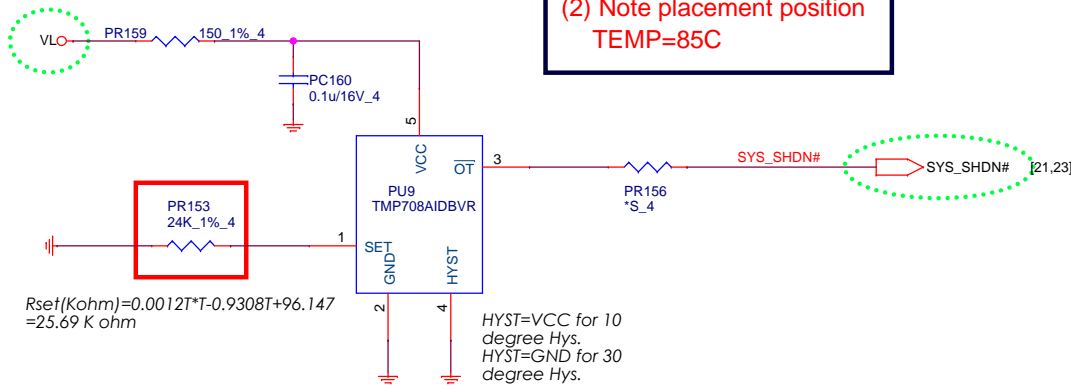 (2) Note placement position
TEMP=85C
VL
PR159
150_1%_4
PC160
0.1u/16V_4
5
VCC
3
OT
SYS_SHDN#
SYS_SHDN#
[21,23]
PU9
TMP708AIDBVR
PR156
*S_4
PR153
24K_1%_4
1
SET
GND
HYST
2
4
Rset(Kohm)=0.0012T*T-0.9308T+96.147
=25.69 K ohm
HYST=VCC for 10
degree Hys.
HYST=GND for 30
degree Hys.